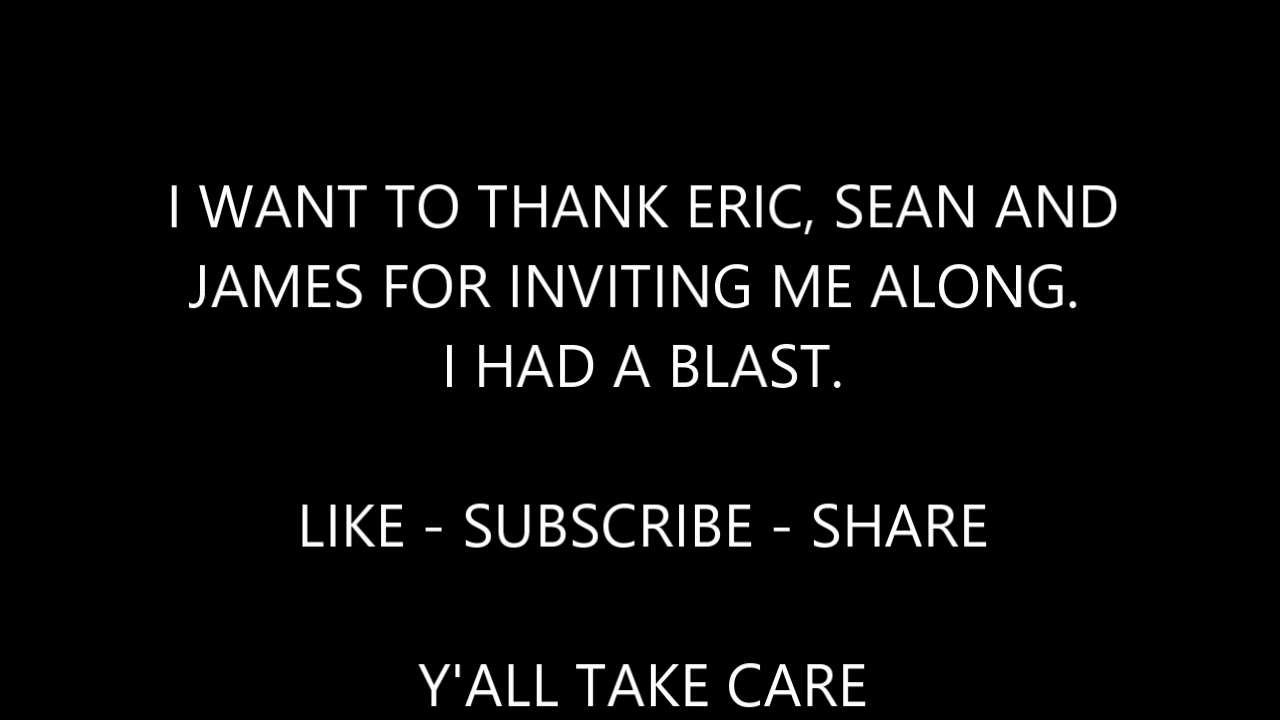 I WANT TO THANK ERIC, SEAN AND
JAMES FOR INVITING ME ALONG.
I HAD A BLAST.
LIKE - SUBSCRIBE - SHARE
Y'ALL TAKE CARE